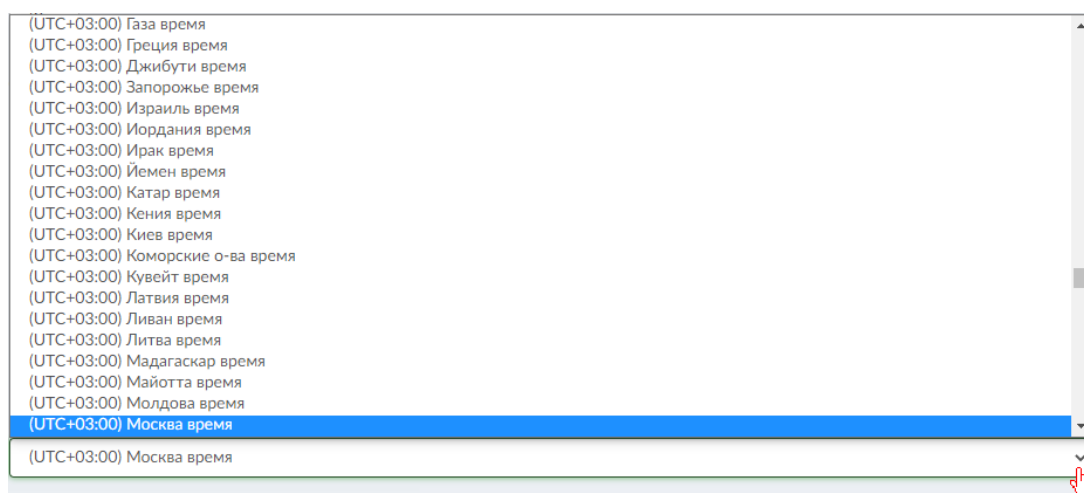 (UTC+03:00) Газа время
(UTC+03:00) Греция время
(UTC+03:00) Джибути время
(UTC+03:00) Запорожье время
(UTC+03:00) Израиль время
(UTC+03:00) Иордания время
(UTC+03:00) Ирак время
(UTC+03:00) Йемен время
(UTC+03:00) Катар время
(UTC+03:00) Кения время
(UTC+03:00) Киев время
(UTC+03:00) Коморские о-ва время
(UTC+03:00) Кувейт время
(UTC+03:00) Латвия время
(UTC+03:00) Ливан время
(UTC+03:00) Литва время
(UTC+03:00) Мадагаскар время
(UTC+03:00) Майотта время
(UTC+03:00) Молдова время
(UTC+03:00) Москва время
(UTC+03:00) Москва время